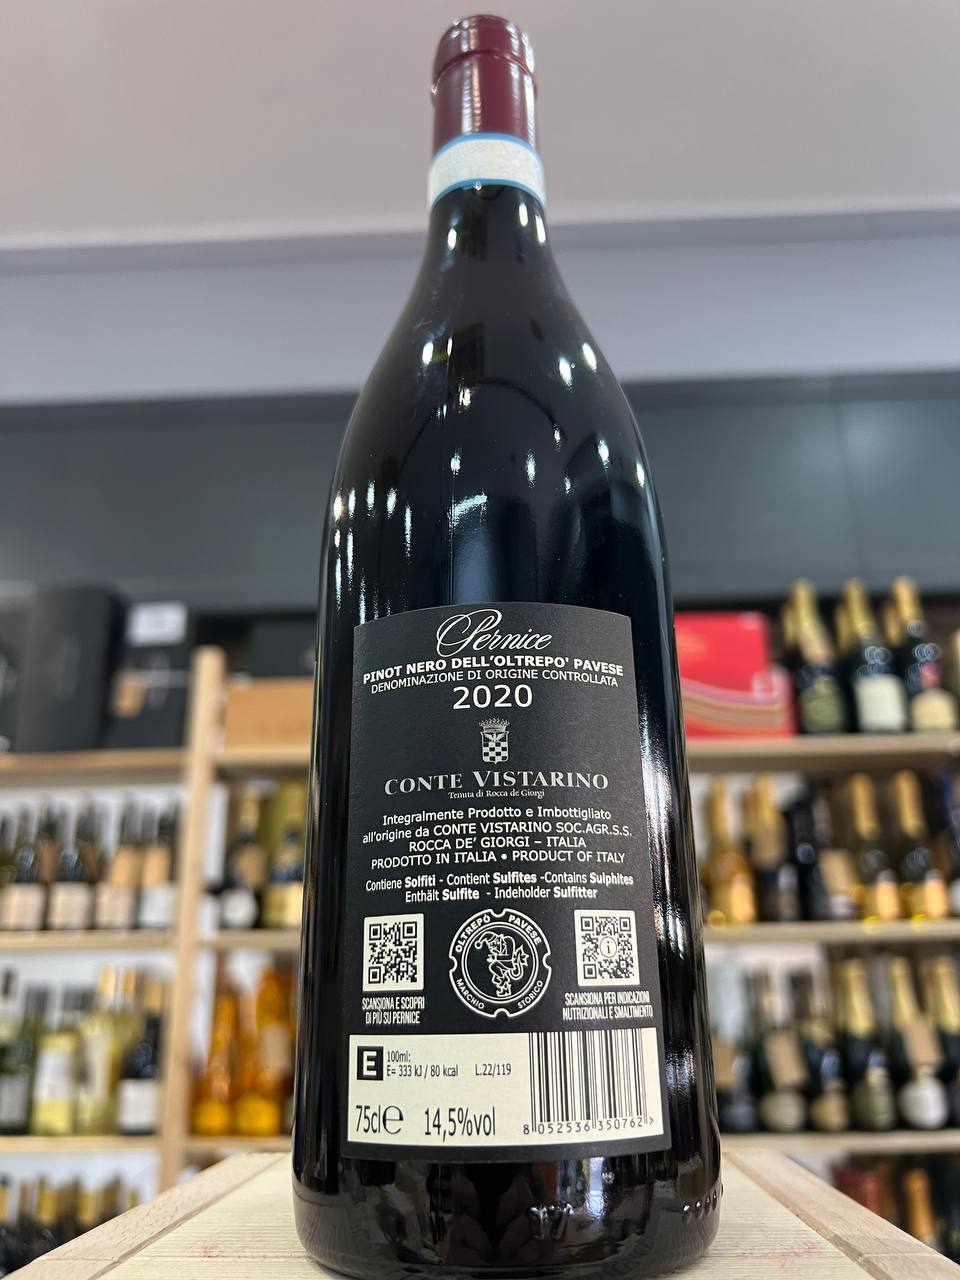 Pernice
PINOT NERO DELL'OLTREPO' PAVESE
DENOMINAZIONE DI ORIGINE CONTROLLATA
2020
CONTE VISTARINO
Tenuta di Rocca de Giorgi
Integralmente Prodotto e Imbottigliato
all'origine da CONTE VISTARINO SOC.AGR.S.S.
ROCCA DE' GIORGI – ITALIA
PRODOTTO IN ITALIA • PRODUCT OF ITALY
Contiene Solfiti - Contient Sulfites -Contains Sulphites
Enthält Sulfite - Indeholder Sulfitter
OLTREPÒ PAVESE
MARCHIO STORICO
SCANSIONA E SCOPRI
DI PIÙ SU PERNICE
SCANSIONA PER INDICAZIONI
NUTRIZIONALI E SMALTIMENTO
E 100ml:
E= 333 kJ / 80 kcal L.22/119
75cl e 14,5%vol
8 052536 350762 >